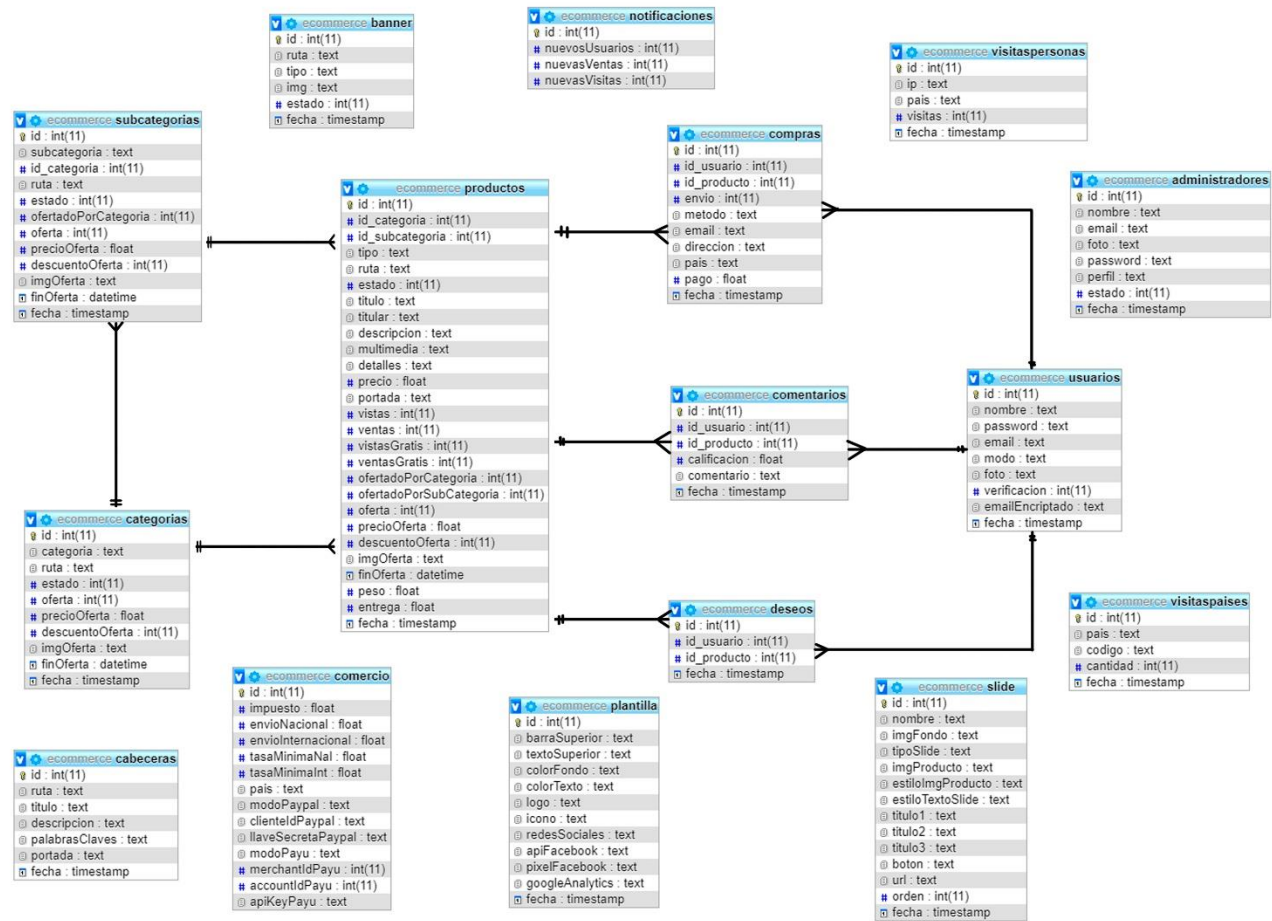 ecommerce banner
id : int(11)
ruta : text
tipo : text
img : text
estado : int(11)
fecha : timestamp
ecommerce notificaciones
id : int(11)
nuevosUsuarios : int(11)
nuevasVentas : int(11)
nuevasVisitas : int(11)
ecommerce visitaspersonas
id : int(11)
ip : text
pais : text
visitas : int(11)
fecha : timestamp
ecommerce subcategorias
id : int(11)
subcategoria : text
id_categoria : int(11)
ruta : text
estado : int(11)
ofertadoPorCategoria : int(11)
oferta : int(11)
precioOferta : float
descuentoOferta : int(11)
imgOferta : text
finOferta : datetime
fecha : timestamp
ecommerce productos
id : int(11)
id_categoria : int(11)
id_subcategoria : int(11)
tipo : text
ruta : text
estado : int(11)
titulo : text
titular : text
descripcion : text
multimedia : text
detalles : text
precio : float
portada : text
vistas : int(11)
ventas : int(11)
vistasGratis : int(11)
ventasGratis : int(11)
ofertadoPorCategoria : int(11)
ofertadoPorSubCategoria : int(11)
oferta : int(11)
precioOferta : float
descuentoOferta : int(11)
imgOferta : text
finOferta : datetime
peso : float
entrega : float
fecha : timestamp
ecommerce compras
id : int(11)
id_usuario : int(11)
id_producto : int(11)
envio : int(11)
metodo : text
email : text
direccion : text
pais : text
pago : float
fecha : timestamp
ecommerce administradores
id : int(11)
nombre : text
email : text
foto : text
password : text
perfil : text
estado : int(11)
fecha : timestamp
ecommerce comentarios
id : int(11)
id_usuario : int(11)
id_producto : int(11)
calificacion : float
comentario : text
fecha : timestamp
ecommerce usuarios
id : int(11)
nombre : text
password : text
email : text
modo : text
foto : text
verificacion : int(11)
emailEncriptado : text
fecha : timestamp
ecommerce categorias
id : int(11)
categoria : text
ruta : text
estado : int(11)
oferta : int(11)
precioOferta : float
descuentoOferta : int(11)
imgOferta : text
finOferta : datetime
fecha : timestamp
ecommerce deseos
id : int(11)
id_usuario : int(11)
id_producto : int(11)
fecha : timestamp
ecommerce visitaspaises
id : int(11)
pais : text
codigo : text
cantidad : int(11)
fecha : timestamp
ecommerce comercio
id : int(11)
impuesto : float
envioNacional : float
envioInternacional : float
tasaMinimaNal : float
tasaMinimaInt : float
pais : text
modoPaypal : text
clienteIdPaypal : text
llaveSecretaPaypal : text
modoPayu : text
merchantIdPayu : int(11)
accountIdPayu : int(11)
apiKeyPayu : text
ecommerce plantilla
id : int(11)
barraSuperior : text
textoSuperior : text
colorFondo : text
colorTexto : text
logo : text
icono : text
redesSociales : text
apiFacebook : text
pixelFacebook : text
googleAnalytics : text
fecha : timestamp
ecommerce slide
id : int(11)
nombre : text
imgFondo : text
tipoSlide : text
imgProducto : text
estiloImgProducto : text
estiloTextoSlide : text
titulo1 : text
titulo2 : text
titulo3 : text
boton : text
url : text
orden : int(11)
fecha : timestamp
ecommerce cabeceras
id : int(11)
ruta : text
titulo : text
descripcion : text
palabrasClaves : text
portada : text
fecha : timestamp